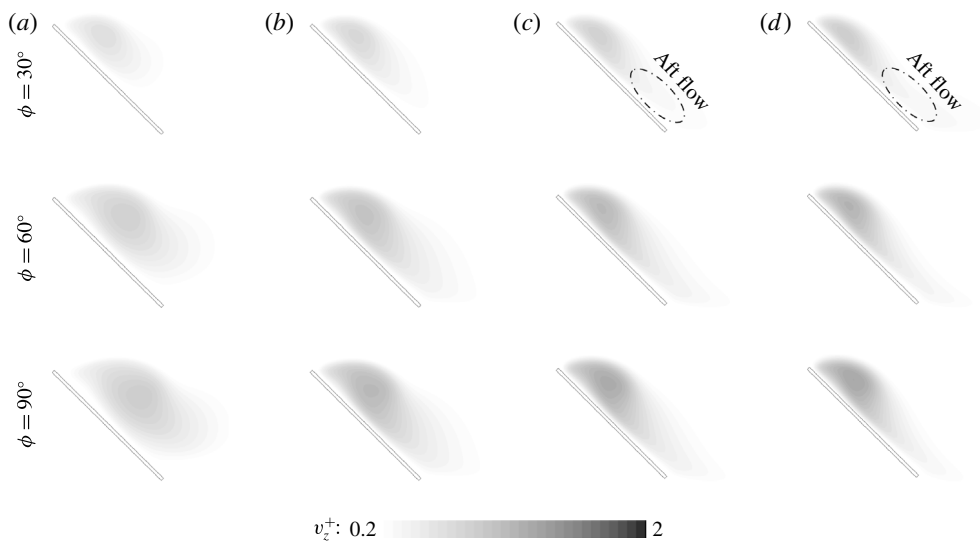 (a) (b) (c) (d)
ϕ = 30°
Aft flow
Aft flow
ϕ = 60°
ϕ = 90°
v_z^+: 0.2 2